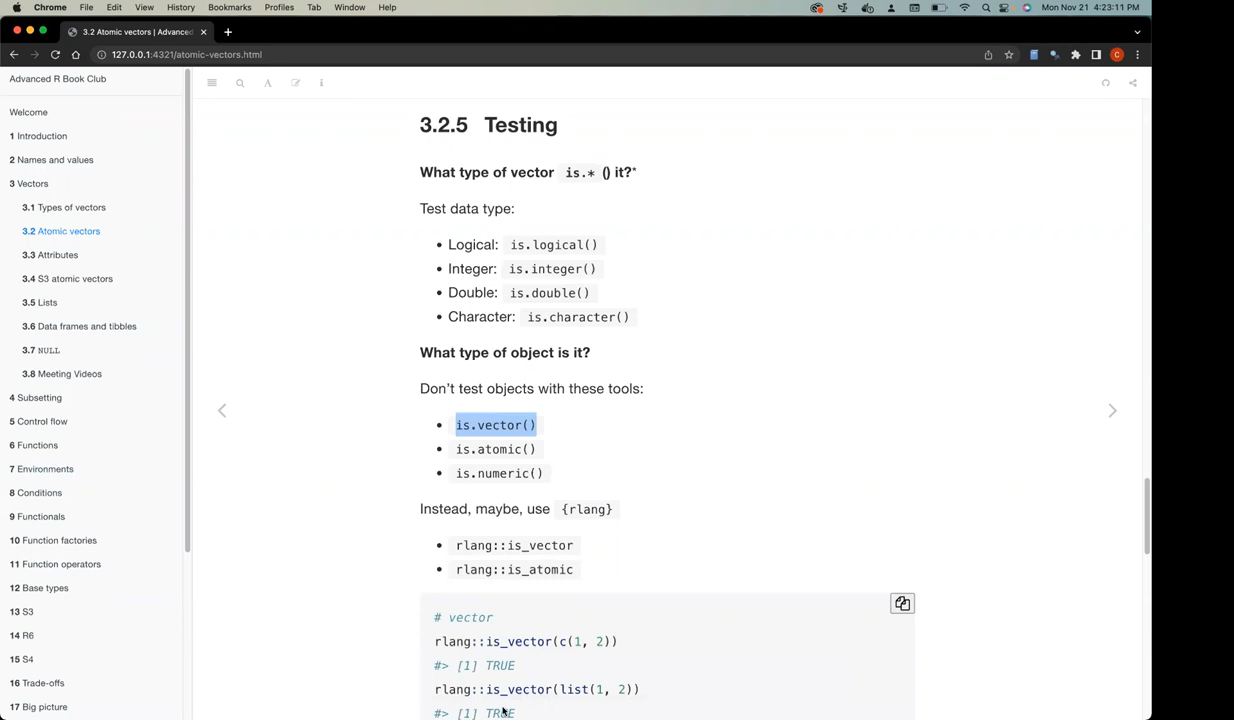 Chrome File Edit View History Bookmarks Profiles Tab Window Help Mon Nov 21 4:23:11 PM
3.2 Atomic vectors | Advanced
127.0.0.1:4321/atomic-vectors.html
Advanced R Book Club
Welcome
1 Introduction
2 Names and values
3 Vectors
3.1 Types of vectors
3.2 Atomic vectors
3.3 Attributes
3.4 S3 atomic vectors
3.5 Lists
3.6 Data frames and tibbles
3.7 NULL
3.8 Meeting Videos
4 Subsetting
5 Control flow
6 Functions
7 Environments
8 Conditions
9 Functionals
10 Function factories
11 Function operators
12 Base types
13 S3
14 R6
15 S4
16 Trade-offs
17 Big picture
3.2.5 Testing
What type of vector is.* () it?*
Test data type:
• Logical: is.logical()
• Integer: is.integer()
• Double: is.double()
• Character: is.character()
What type of object is it?
Don't test objects with these tools:
• is.vector()
• is.atomic()
• is.numeric()
Instead, maybe, use {rlang}
• rlang::is_vector
• rlang::is_atomic
# vector
rlang::is_vector(c(1, 2))
#> [1] TRUE
rlang::is_vector(list(1, 2))
#> [1] TRUE